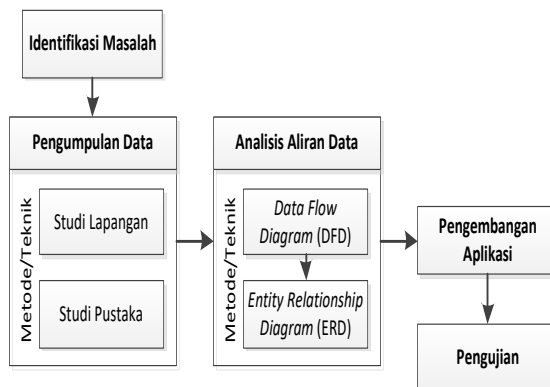 Identifikasi Masalah
Pengumpulan Data
Metode/Teknik
Studi Lapangan
Studi Pustaka
Analisis Aliran Data
Metode/Teknik
Data Flow
Diagram (DFD)
Entity Relationship
Diagram (ERD)
Pengembangan
Aplikasi
Pengujian